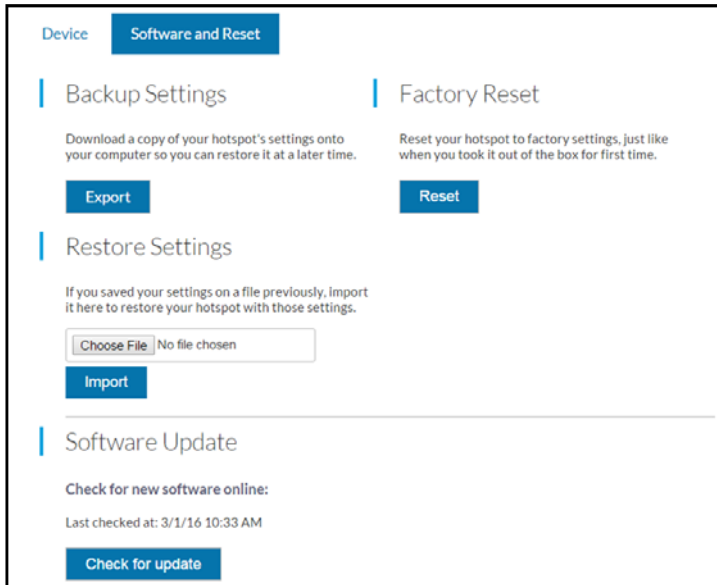 Device
Software and Reset
Backup Settings
Download a copy of your hotspot's settings onto
your computer so you can restore it at a later time.
Export
Factory Reset
Reset your hotspot to factory settings, just like
when you took it out of the box for first time.
Reset
Restore Settings
If you saved your settings on a file previously, import
it here to restore your hotspot with those settings.
Choose File No file chosen
Import
Software Update
Check for new software online:
Last checked at: 3/1/16 10:33 AM
Check for update